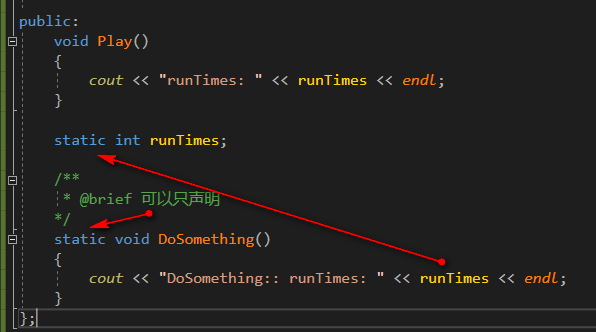 public:
void Play()
{
cout << "runTimes: " << runTimes << endl;
}
static int runTimes;
/**
* @brief 可以只声明
*/
static void DoSomething()
{
cout << "DoSomething:: runTimes: " << runTimes << endl;
}
};